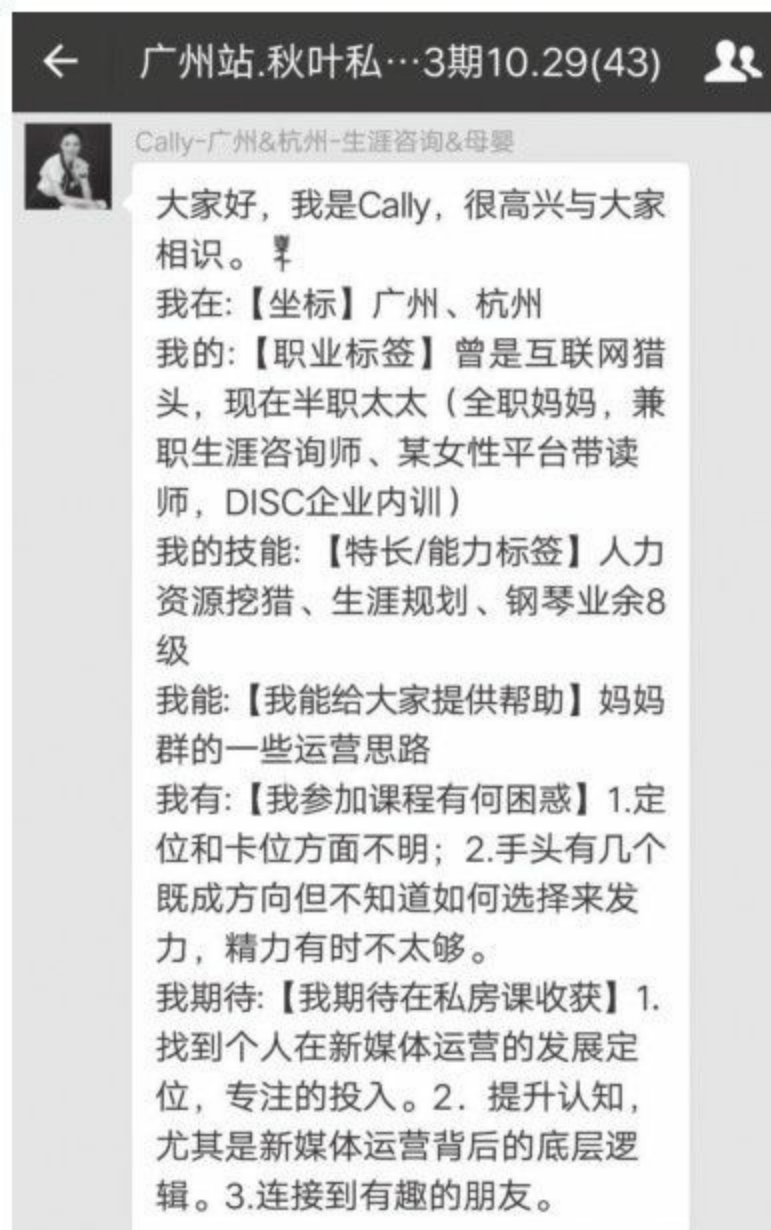 广州站.秋叶私…3期10.29(43)
Cally-广州&杭州-生涯咨询&母婴
大家好，我是Cally，很高兴与大家
相识。
我在:【坐标】广州、杭州
我的:【职业标签】曾是互联网猎
头，现在半职太太（全职妈妈，兼
职生涯咨询师、某女性平台带读
师，DISC企业内训）
我的技能:【特长/能力标签】人力
资源挖猎、生涯规划、钢琴业余8
级
我能:【我能给大家提供帮助】妈妈
群的一些运营思路
我有:【我参加课程有何困惑】1.定
位和卡位方面不明；2.手头有几个
既成方向但不知道如何选择来发
力，精力有时不太够。
我期待:【我期待在私房课收获】1.
找到个人在新媒体运营的发展定
位，专注的投入。2．提升认知，
尤其是新媒体运营背后的底层逻
辑。3.连接到有趣的朋友。